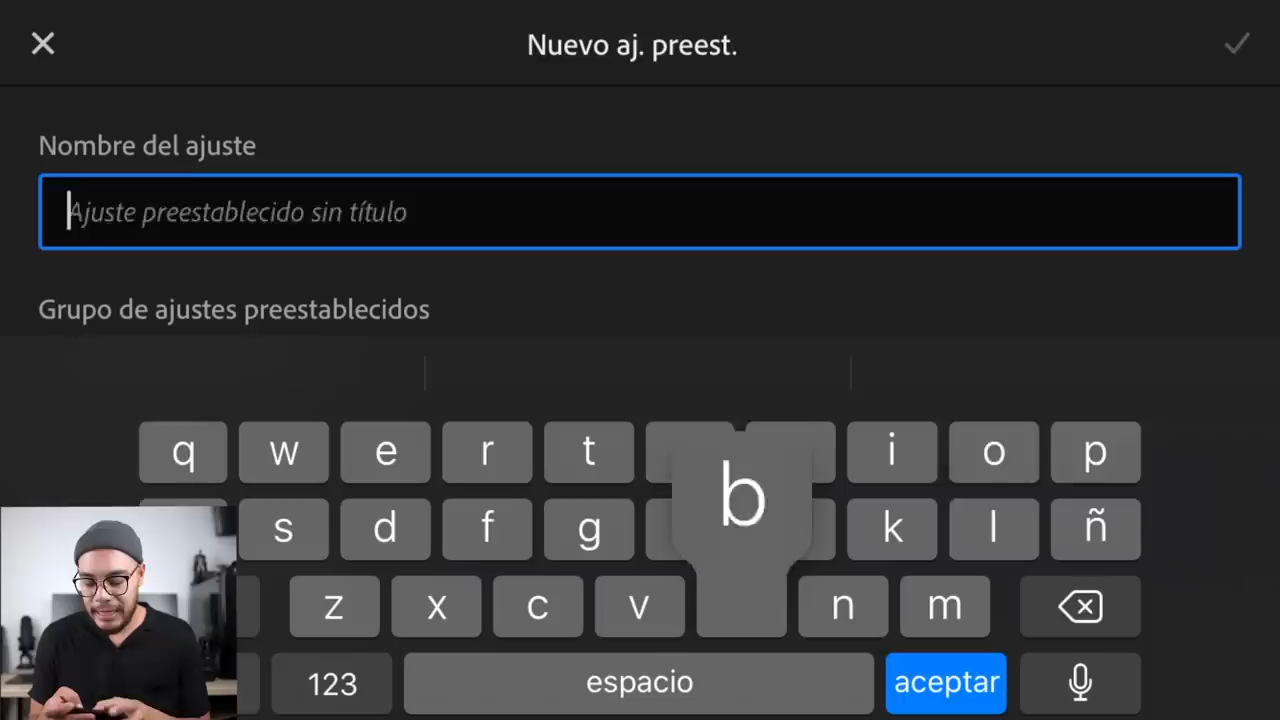 Nuevo aj. preest.
Nombre del ajuste
Ajuste preestablecido sin título
Grupo de ajustes preestablecidos
q w e r t i o p
b
s d f g k l ñ
z x c v n m
123 espacio aceptar